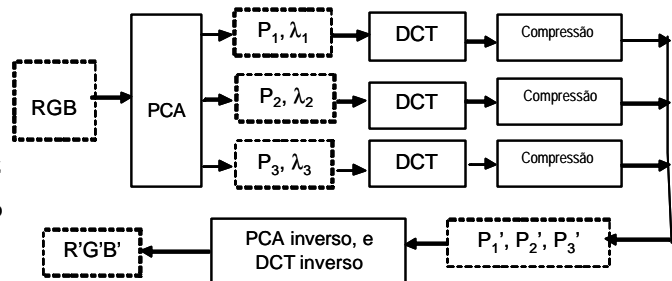 RGB
PCA
P₁, λ₁
DCT
Compressão
P₂, λ₂
DCT
Compressão
P₃, λ₃
DCT
Compressão
R'G'B'
PCA inverso, e
DCT inverso
P₁', P₂', P₃'